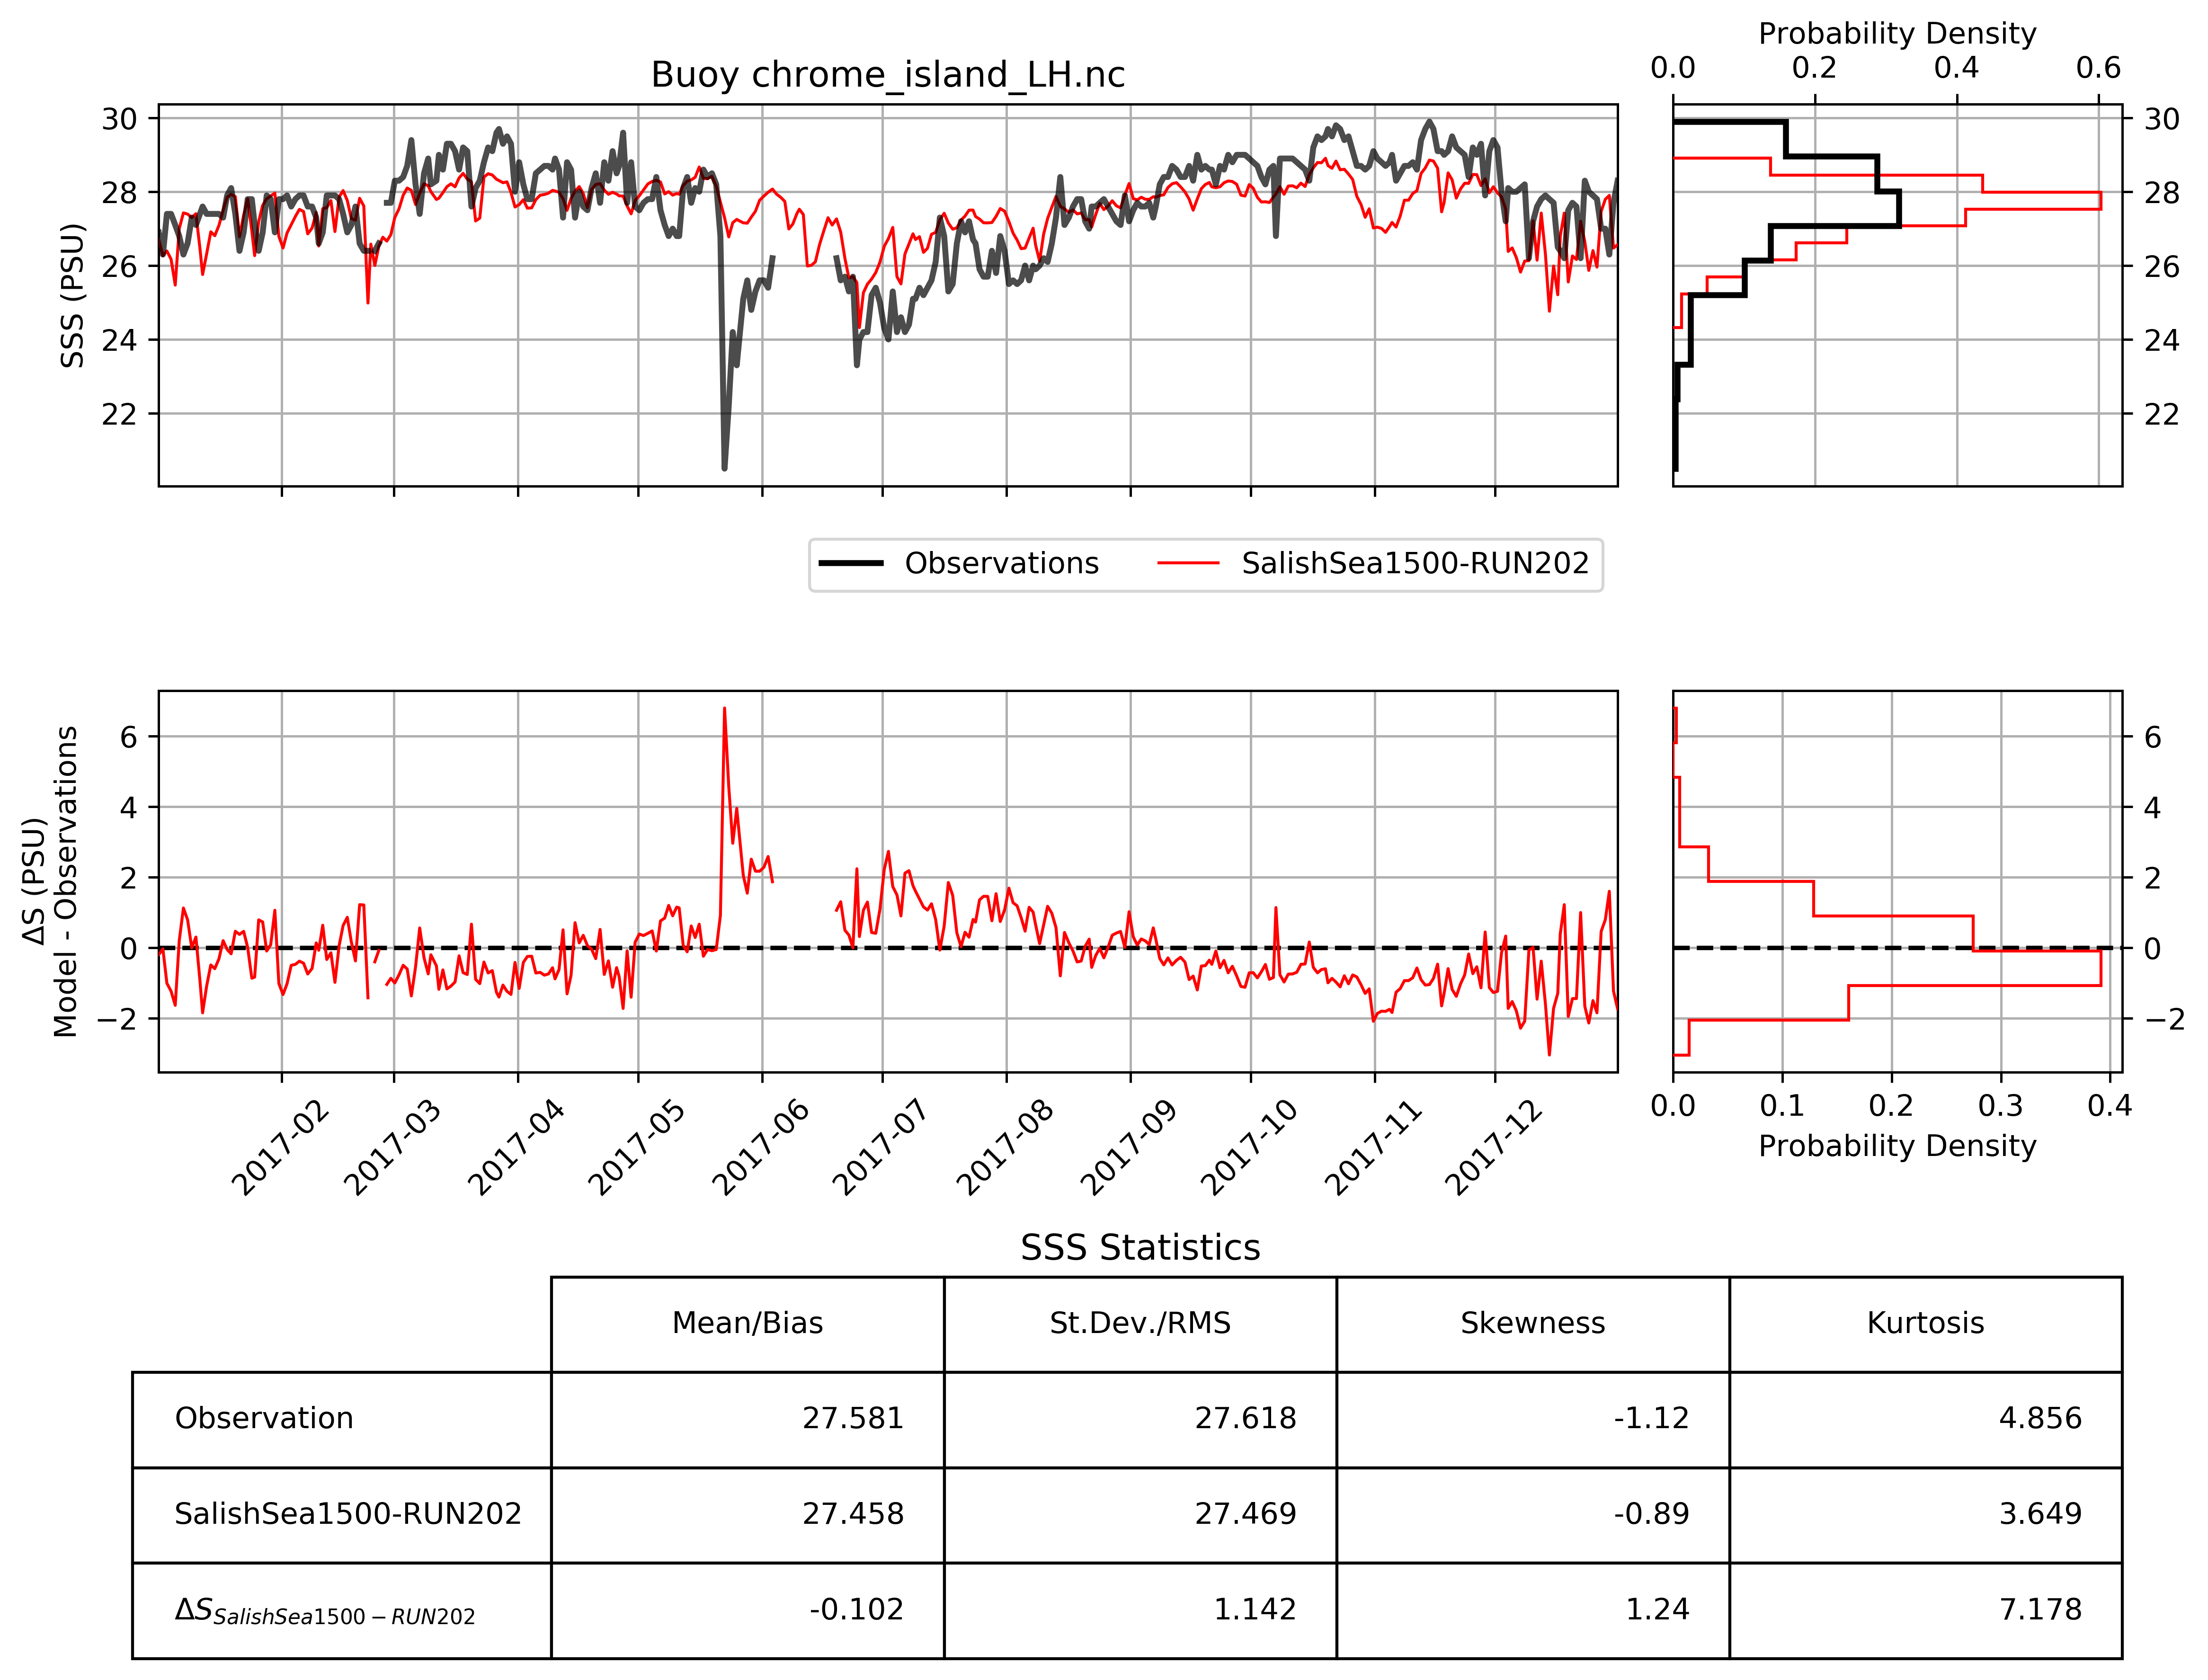 Probability Density
0.0 0.2 0.4 0.6
Buoy chrome_island_LH.nc
30
28
26
24
22
SSS (PSU)
30
28
26
24
22
Observations SalishSea1500-RUN202
6
4
2
0
−2
ΔS (PSU)
Model - Observations
6
4
2
0
−2
2017-02 2017-03 2017-04 2017-05 2017-06 2017-07 2017-08 2017-09 2017-10 2017-11 2017-12
0.0 0.1 0.2 0.3 0.4
Probability Density
SSS Statistics
Mean/Bias St.Dev./RMS Skewness Kurtosis
Observation 27.581 27.618 -1.12 4.856
SalishSea1500-RUN202 27.458 27.469 -0.89 3.649
ΔS SalishSea1500−RUN202 -0.102 1.142 1.24 7.178